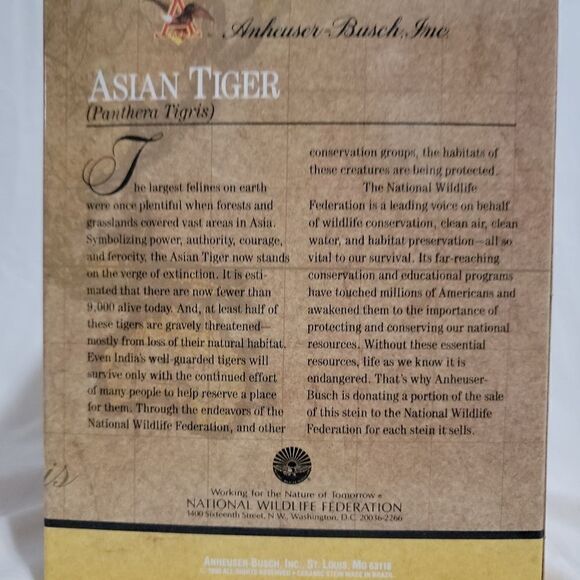 Anheuser-Busch, Inc.
ASIAN TIGER
(Panthera Tigris)
The largest felines on earth
were once plentiful when forests and
grasslands covered vast areas in Asia.
Symbolizing power, authority, courage,
and ferocity, the Asian Tiger now stands
on the verge of extinction. It is esti-
mated that there are now fewer than
9,000 alive today. And, at least half of
these tigers are gravely threatened—
mostly from loss of their natural habitat.
Even India's well-guarded tigers will
survive only with the continued effort
of many people to help reserve a place
for them. Through the endeavors of the
National Wildlife Federation, and other
conservation groups, the habitats of
these creatures are being protected.
The National Wildlife
Federation is a leading voice on behalf
of wildlife conservation, clean air, clean
water, and habitat preservation—all so
vital to our survival. Its far-reaching
conservation and educational programs
have touched millions of Americans and
awakened them to the importance of
protecting and conserving our national
resources. Without these essential
resources, life as we know it is
endangered. That's why Anheuser-
Busch is donating a portion of the sale
of this stein to the National Wildlife
Federation for each stein it sells.
is
Working for the Nature of Tomorrow®
NATIONAL WILDLIFE FEDERATION
1400 Sixteenth Street, N.W., Washington, D.C. 20036-2266
ANHEUSER-BUSCH, INC., ST. LOUIS, MO 63118
ALL RIGHTS RESERVED • CERAMIC STEIN MADE IN BRAZIL